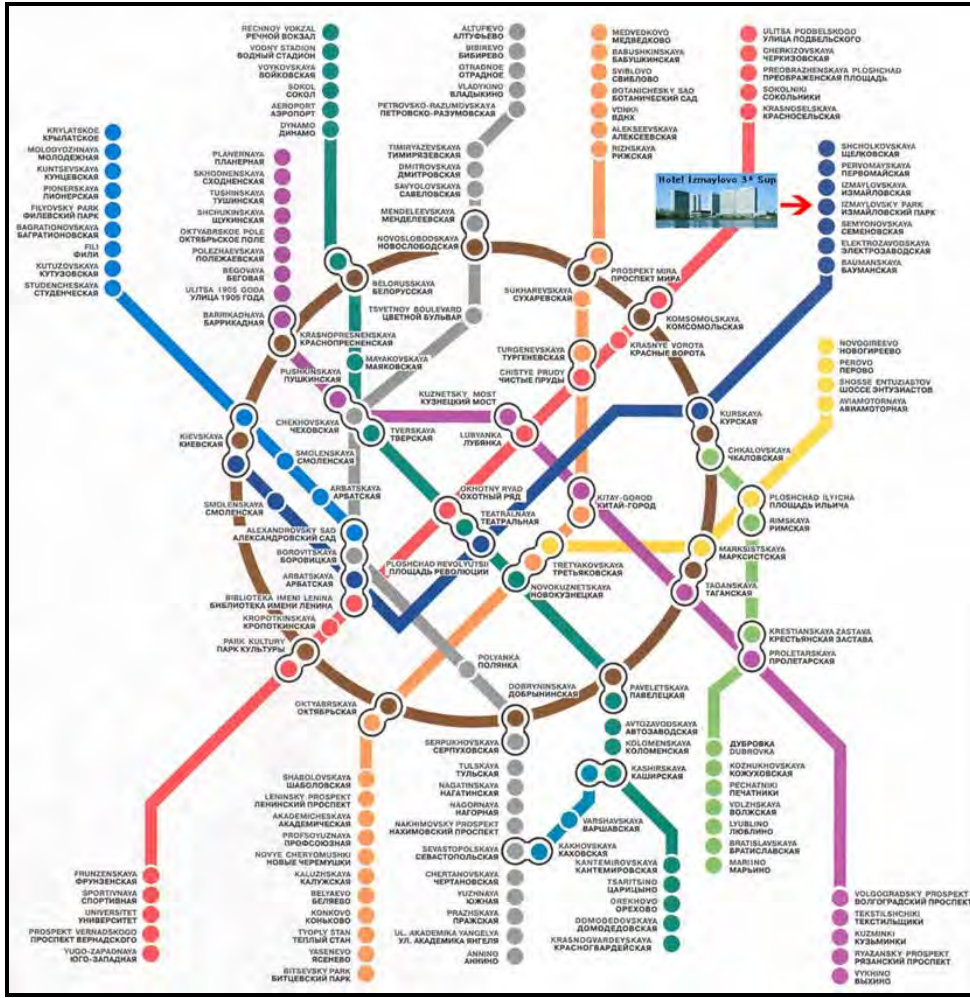 RECHNOY VOKZAL
РЕЧНОЙ ВОКЗАЛ
VODNY STADION
ВОДНЫЙ СТАДИОН
VOYKOVSKAYA
ВОЙКОВСКАЯ
SOKOL
СОКОЛ
AEROPORT
АЭРОПОРТ
DYNAMO
ДИНАМО
ALTUFIEVO
АЛТУФЬЕВО
BIBIREVO
БИБИРЕВО
OTRADNOE
ОТРАДНОЕ
VLADYKINO
ВЛАДЫКИНО
PETROVSKO-RAZUMOVSKAYA
ПЕТРОВСКО-РАЗУМОВСКАЯ
TIMIRYAZEVSKAYA
ТИМИРЯЗЕВСКАЯ
DMITROVSKAYA
ДМИТРОВСКАЯ
SAVYOLOVSKAYA
САВЕЛОВСКАЯ
MENDELEEVSKAYA
МЕНДЕЛЕЕВСКАЯ
NOVOSLOBODSKAYA
НОВОСЛОБОДСКАЯ
MEDVEDKOVO
МЕДВЕДКОВО
BABUSHKINSKAYA
БАБУШКИНСКАЯ
SVIBLOVO
СВИБЛОВО
BOTANICHESKY SAD
БОТАНИЧЕСКИЙ САД
VDNKH
ВДНХ
ALEKSEEVSKAYA
АЛЕКСЕЕВСКАЯ
RIZHSKAYA
РИЖСКАЯ
ULITSA PODBELSKOGO
УЛИЦА ПОДБЕЛЬСКОГО
CHERKIZOVSKAYA
ЧЕРКИЗОВСКАЯ
PREOBRAZHENSKAYA PLOSHCHAD
ПРЕОБРАЖЕНСКАЯ ПЛОЩАДЬ
SOKOLNIKI
СОКОЛЬНИКИ
KRASNOSELSKAYA
КРАСНОСЕЛЬСКАЯ
KRYLATSKOE
КРЫЛАТСКОЕ
MOLODYOZHNAYA
МОЛОДЕЖНАЯ
KUNTSEVSKAYA
КУНЦЕВСКАЯ
PIONERSKAYA
ПИОНЕРСКАЯ
FILYOVSKY PARK
ФИЛЕВСКИЙ ПАРК
BAGRATIONOVSKAYA
БАГРАТИОНОВСКАЯ
FILI
ФИЛИ
KUTUZOVSKAYA
КУТУЗОВСКАЯ
STUDENCHESKAYA
СТУДЕНЧЕСКАЯ
PLANERNAYA
ПЛАНЕРНАЯ
SKHODNENSKAYA
СХОДНЕНСКАЯ
TUSHINSKAYA
ТУШИНСКАЯ
SHCHUKINSKAYA
ЩУКИНСКАЯ
OKTYABRSKOE POLE
ОКТЯБРЬСКОЕ ПОЛЕ
POLEZHAEVSKAYA
ПОЛЕЖАЕВСКАЯ
BEGOVAYA
БЕГОВАЯ
ULITSA 1905 GODA
УЛИЦА 1905 ГОДА
BARRIKADNAYA
БАРРИКАДНАЯ
KRASNOPRESNENSKAYA
КРАСНОПРЕСНЕНСКАЯ
SHCHOLKOVSKAYA
ЩЕЛКОВСКАЯ
PERVOMAYSKAYA
ПЕРВОМАЙСКАЯ
IZMAYLOVSKAYA
ИЗМАЙЛОВСКАЯ
IZMAYLOVSKY PARK
ИЗМАЙЛОВСКИЙ ПАРК
SEMYONOVSKAYA
СЕМЕНОВСКАЯ
ELEKTROZAVODSKAYA
ЭЛЕКТРОЗАВОДСКАЯ
BAUMANSKAYA
БАУМАНСКАЯ
Hotel Izmaylovo 3* Sup
BELORUSSKAYA
БЕЛОРУССКАЯ
TSVETNOY BOULEVARD
ЦВЕТНОЙ БУЛЬВАР
PROSPEKT MIRA
ПРОСПЕКТ МИРА
SUKHAREVSKAYA
СУХАРЕВСКАЯ
KOMSOMOLSKAYA
КОМСОМОЛЬСКАЯ
KRASNYE VOROTA
КРАСНЫЕ ВОРОТА
TURGENEVSKAYA
ТУРГЕНЕВСКАЯ
CHISTYE PRUDY
ЧИСТЫЕ ПРУДЫ
MAYAKOVSKAYA
МАЯКОВСКАЯ
PUSHKINSKAYA
ПУШКИНСКАЯ
KUZNETSKY MOST
КУЗНЕЦКИЙ МОСТ
CHEKHOVSKAYA
ЧЕХОВСКАЯ
TVERSKAYA
ТВЕРСКАЯ
LUBYANKA
ЛУБЯНКА
KURSKAYA
КУРСКАЯ
CHKALOVSKAYA
ЧКАЛОВСКАЯ
NOVOGIREEVO
НОВОГИРЕЕВО
PEROVO
ПЕРОВО
SHOSSE ENTUZIASTOV
ШОССЕ ЭНТУЗИАСТОВ
AVIAMOTORNAYA
АВИАМОТОРНАЯ
KIEVSKAYA
КИЕВСКАЯ
SMOLENSKAYA
СМОЛЕНСКАЯ
ARBATSKAYA
АРБАТСКАЯ
SMOLENSKAYA
СМОЛЕНСКАЯ
ALEXANDROVSKY SAD
АЛЕКСАНДРОВСКИЙ САД
BOROVITSKAYA
БОРОВИЦКАЯ
ARBATSKAYA
АРБАТСКАЯ
BIBLIOTEKA IMENI LENINA
БИБЛИОТЕКА ИМЕНИ ЛЕНИНА
KROPOTKINSKAYA
КРОПОТКИНСКАЯ
PARK KULTURY
ПАРК КУЛЬТУРЫ
OKHOTNY RYAD
ОХОТНЫЙ РЯД
TEATRALNAYA
ТЕАТРАЛЬНАЯ
PLOSHCHAD REVOLYUTSII
ПЛОЩАДЬ РЕВОЛЮЦИИ
KITAY-GOROD
КИТАЙ-ГОРОД
TRETYAKOVSKAYA
ТРЕТЬЯКОВСКАЯ
NOVOKUZNETSKAYA
НОВОКУЗНЕЦКАЯ
PLOSHCHAD ILYICHA
ПЛОЩАДЬ ИЛЬИЧА
RIMSKAYA
РИМСКАЯ
MARKSISTSKAYA
МАРКСИСТСКАЯ
TAGANSKAYA
ТАГАНСКАЯ
KRESTIANSKAYA ZASTAVA
КРЕСТЬЯНСКАЯ ЗАСТАВА
PROLETARSKAYA
ПРОЛЕТАРСКАЯ
POLYANKA
ПОЛЯНКА
OKTYABRSKAYA
ОКТЯБРЬСКАЯ
DOBRYNINSKAYA
ДОБРЫНИНСКАЯ
SERPUKHOVSKAYA
СЕРПУХОВСКАЯ
PAVELETSKAYA
ПАВЕЛЕЦКАЯ
AVTOZAVODSKAYA
АВТОЗАВОДСКАЯ
KOLOMENSKAYA
КОЛОМЕНСКАЯ
KASHIRSKAYA
КАШИРСКАЯ
VARSHAVSKAYA
ВАРШАВСКАЯ
KAKHOVSKAYA
КАХОВСКАЯ
KANTEMIROVSKAYA
КАНТЕМИРОВСКАЯ
TSARITSINO
ЦАРИЦЫНО
OREKHOVO
ОРЕХОВО
DOMODEDOVSKAYA
ДОМОДЕДОВСКАЯ
KRASNOGVARDEYSKAYA
КРАСНОГВАРДЕЙСКАЯ
TULSKAYA
ТУЛЬСКАЯ
NAGATINSKAYA
НАГАТИНСКАЯ
NAGORNAYA
НАГОРНАЯ
NAKHIMOVSKY PROSPEKT
НАХИМОВСКИЙ ПРОСПЕКТ
SEVASTOPOLSKAYA
СЕВАСТОПОЛЬСКАЯ
CHERTANOVSKAYA
ЧЕРТАНОВСКАЯ
YUZHNAYA
ЮЖНАЯ
PRAZHSKAYA
ПРАЖСКАЯ
UL. AKADEMIKA YANGELYA
УЛ. АКАДЕМИКА ЯНГЕЛЯ
ANNINO
АННИНО
SHABOLOVSKAYA
ШАБОЛОВСКАЯ
LENINSKY PROSPEKT
ЛЕНИНСКИЙ ПРОСПЕКТ
AKADEMICHESKAYA
АКАДЕМИЧЕСКАЯ
PROFSOYUZNAYA
ПРОФСОЮЗНАЯ
NOVYE CHERYOMUSHKI
НОВЫЕ ЧЕРЕМУШКИ
KALUZHSKAYA
КАЛУЖСКАЯ
BELYAEVO
БЕЛЯЕВО
KONKOVO
КОНЬКОВО
TYOPLY STAN
ТЕПЛЫЙ СТАН
YASENEVO
ЯСЕНЕВО
BITSEVSKY PARK
БИТЦЕВСКИЙ ПАРК
FRUNZENSKAYA
ФРУНЗЕНСКАЯ
SPORTIVNAYA
СПОРТИВНАЯ
UNIVERSITET
УНИВЕРСИТЕТ
PROSPEKT VERNADSKOGO
ПРОСПЕКТ ВЕРНАДСКОГО
YUGO-ZAPADNAYA
ЮГО-ЗАПАДНАЯ
ДУБРОВКА
DUBROVKA
KOZHUKHOVSKAYA
КОЖУХОВСКАЯ
PECHATNIKI
ПЕЧАТНИКИ
VOLZHSKAYA
ВОЛЖСКАЯ
LYUBLINO
ЛЮБЛИНО
BRATISLAVSKAYA
БРАТИСЛАВСКАЯ
MARIINO
МАРЬИНО
VOLGOGRADSKY PROSPEKT
ВОЛГОГРАДСКИЙ ПРОСПЕКТ
TEKSTILSHCHIKI
ТЕКСТИЛЬЩИКИ
KUZMINKI
КУЗЬМИНКИ
RYAZANSKY PROSPEKT
РЯЗАНСКИЙ ПРОСПЕКТ
VYKHINO
ВЫХИНО